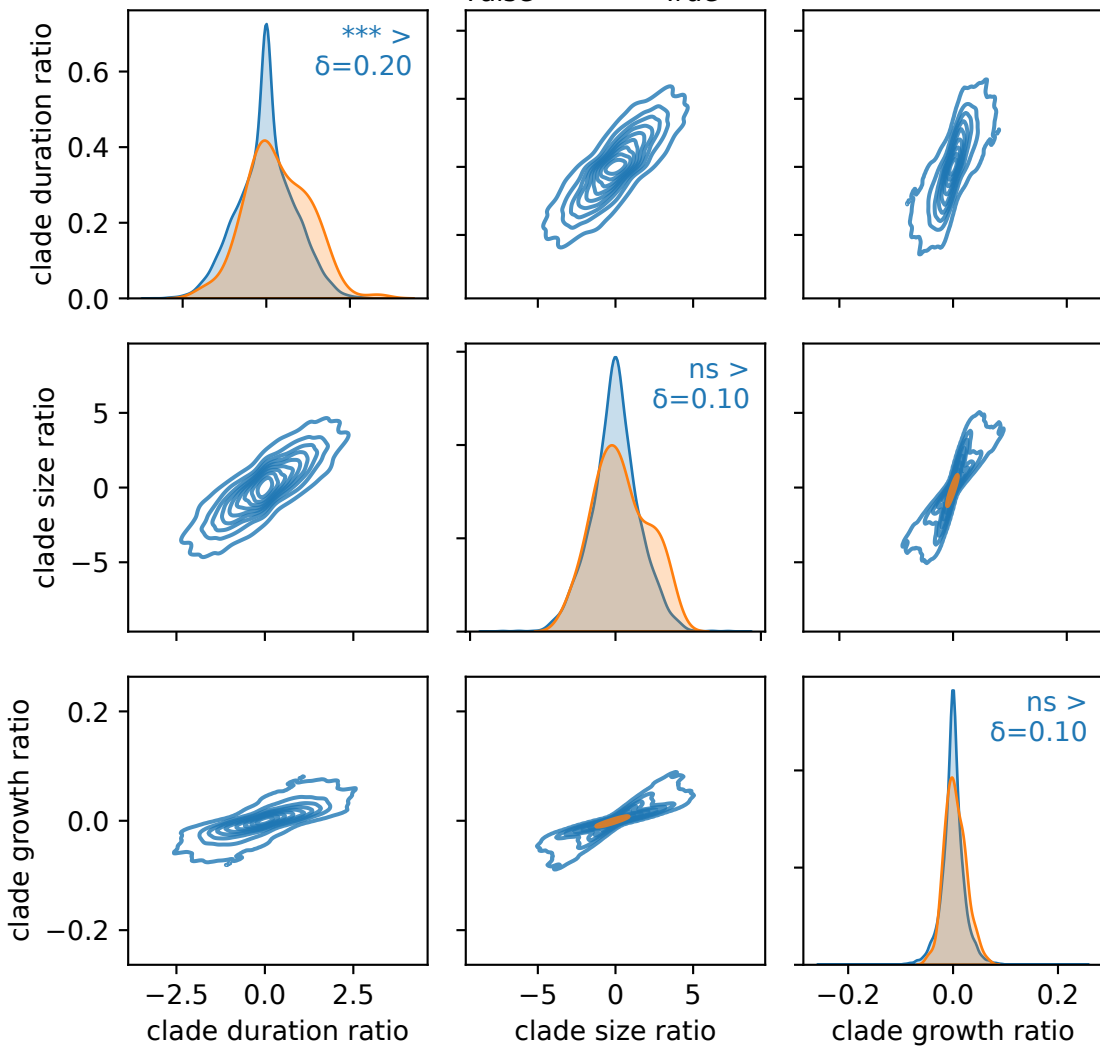 *** >
δ=0.20
clade duration ratio
0.6
0.4
0.2
0.0
ns >
δ=0.10
clade size ratio
5
0
−5
ns >
δ=0.10
clade growth ratio
0.2
0.0
−0.2
−2.5 0.0 2.5 −5 0 5 −0.2 0.0 0.2
clade duration ratio clade size ratio clade growth ratio